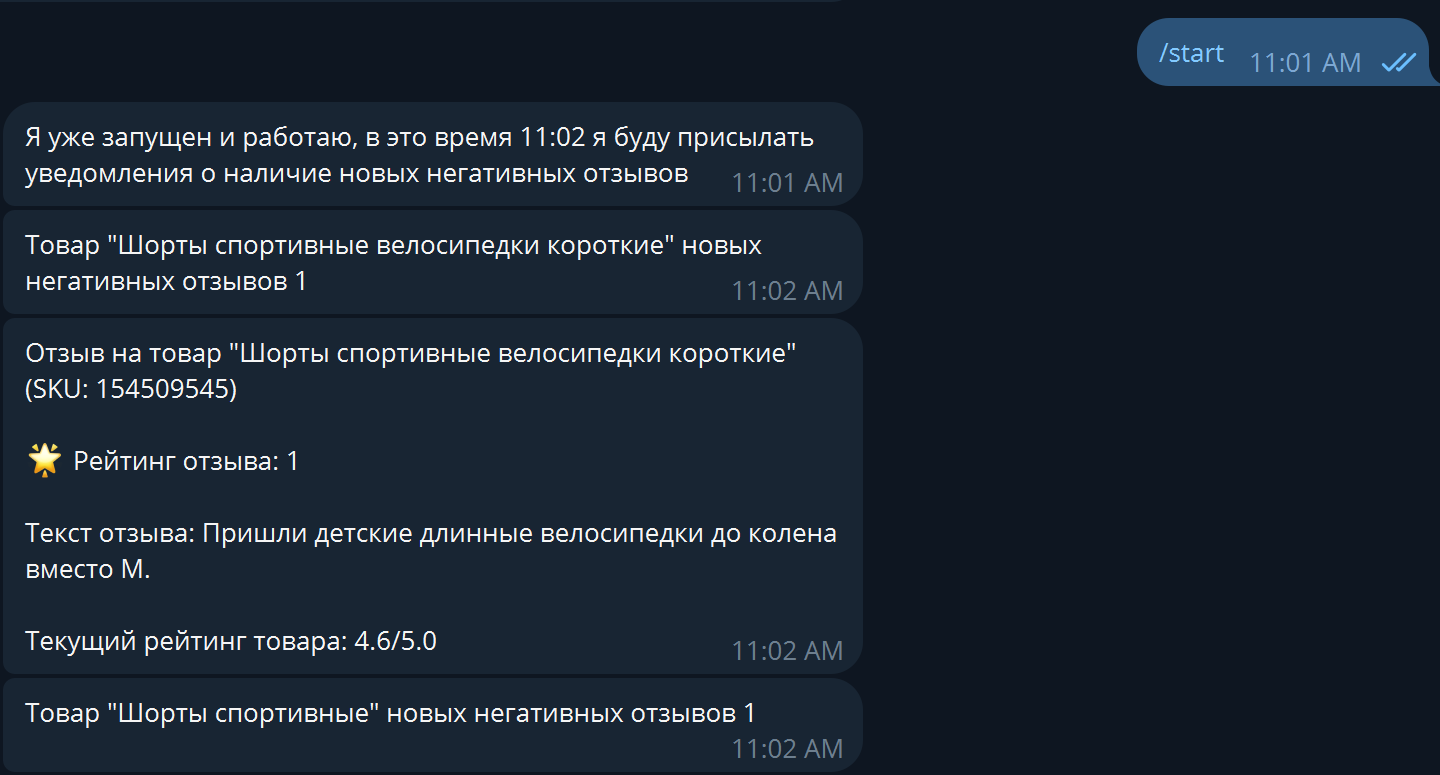 /start 11:01 AM
Я уже запущен и работаю, в это время 11:02 я буду присылать
уведомления о наличие новых негативных отзывов 11:01 AM
Товар "Шорты спортивные велосипедки короткие" новых
негативных отзывов 1 11:02 AM
Отзыв на товар "Шорты спортивные велосипедки короткие"
(SKU: 154509545)
🌟 Рейтинг отзыва: 1
Текст отзыва: Пришли детские длинные велосипедки до колена
вместо М.
Текущий рейтинг товара: 4.6/5.0 11:02 AM
Товар "Шорты спортивные" новых негативных отзывов 1
11:02 AM